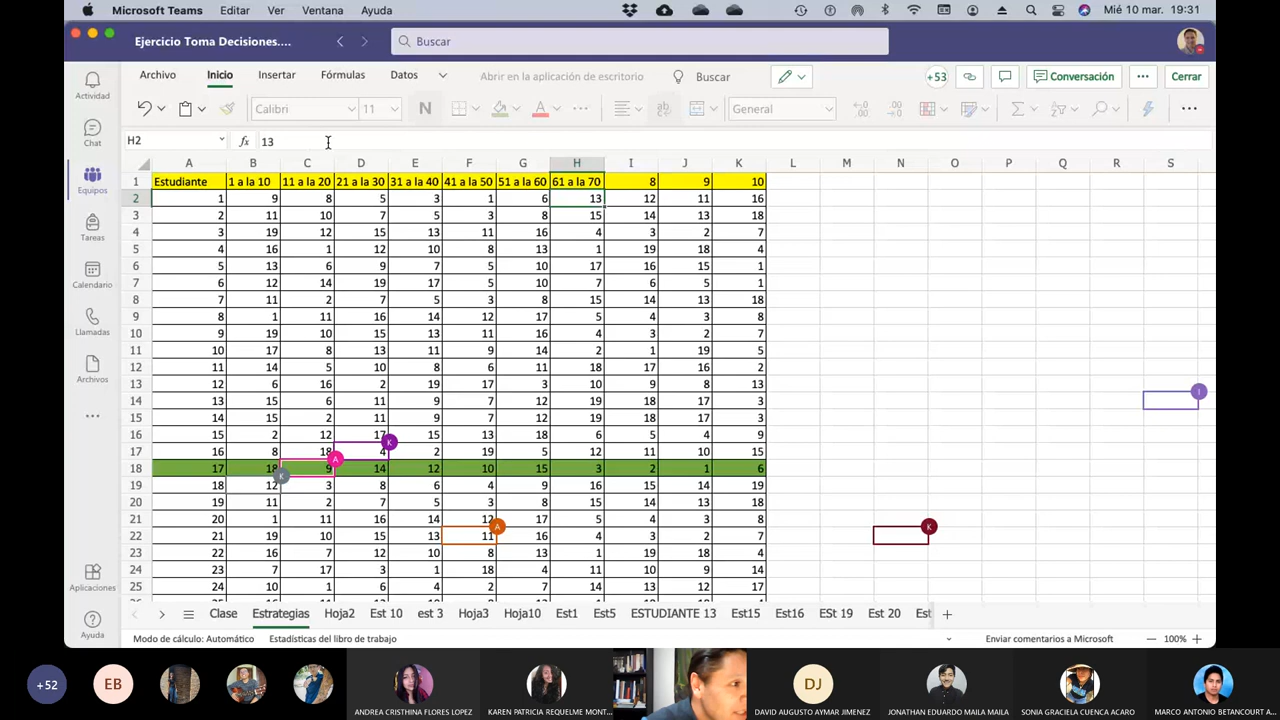 Microsoft Teams Editar Ver Ventana Ayuda Mié 10 mar. 19:31
Ejercicio Toma Decisiones.... Buscar
Actividad
Chat
Equipos
Tareas
Calendario
Llamadas
Archivos
Aplicaciones
Ayuda
Archivo Inicio Insertar Fórmulas Datos Abrir en la aplicación de escritorio Buscar +53 Conversación ... Cerrar
N Calibri 11 General
H2 fx 13
A B C D E F G H I J K L M N O P Q R S
1 Estudiante 1 a la 10 11 a la 20 21 a la 30 31 a la 40 41 a la 50 51 a la 60 61 a la 70 8 9 10
2 1 9 8 5 3 1 6 13 12 11 16
3 2 11 10 7 5 3 8 15 14 13 18
4 3 19 12 15 13 11 16 4 3 2 7
5 4 16 1 12 10 8 13 1 19 18 4
6 5 13 6 9 7 5 10 17 16 15 1
7 6 12 14 19 17 5 10 7 6 5 1
8 7 11 2 7 5 3 8 15 14 13 18
9 8 1 11 16 14 12 17 5 4 3 8
10 9 19 10 15 13 11 16 4 3 2 7
11 10 17 8 13 11 9 14 2 1 19 5
12 11 14 5 10 8 6 11 18 17 16 2
13 12 6 16 2 19 17 3 10 9 8 13
14 13 15 6 11 9 7 12 19 18 17 3
15 14 15 2 11 9 7 12 19 18 17 3
16 15 2 12 17 15 13 18 6 5 4 9
17 16 8 18 4 2 19 5 12 11 10 15
18 17 18 9 14 12 10 15 3 2 1 6
19 18 12 3 8 6 4 9 16 15 14 19
20 19 11 2 7 5 3 8 15 14 13 18
21 20 1 11 16 14 12 17 5 4 3 8
22 21 19 10 15 13 11 16 4 3 2 7
23 22 16 7 12 10 8 13 1 19 18 4
24 23 7 17 3 1 18 4 11 10 9 14
25 24 10 1 6 4 2 7 14 13 12 17
K
A
K
A
K
T
Clase Estrategias Hoja2 Est 10 est 3 Hoja3 Hoja10 Est1 Est5 ESTUDIANTE 13 Est15 Est16 ESt 19 Est 20 Est
Modo de cálculo: Automático Estadísticas del libro de trabajo Enviar comentarios a Microsoft 100%
+52 EB DJ
ANDREA CRISTHINA FLORES LOPEZ KAREN PATRICIA REQUELME MONT... DAVID AUGUSTO AYMAR JIMENEZ JONATHAN EDUARDO MAILA MAILA SONIA GRACIELA CUENCA ACARO MARCO ANTONIO BETANCOURT A...